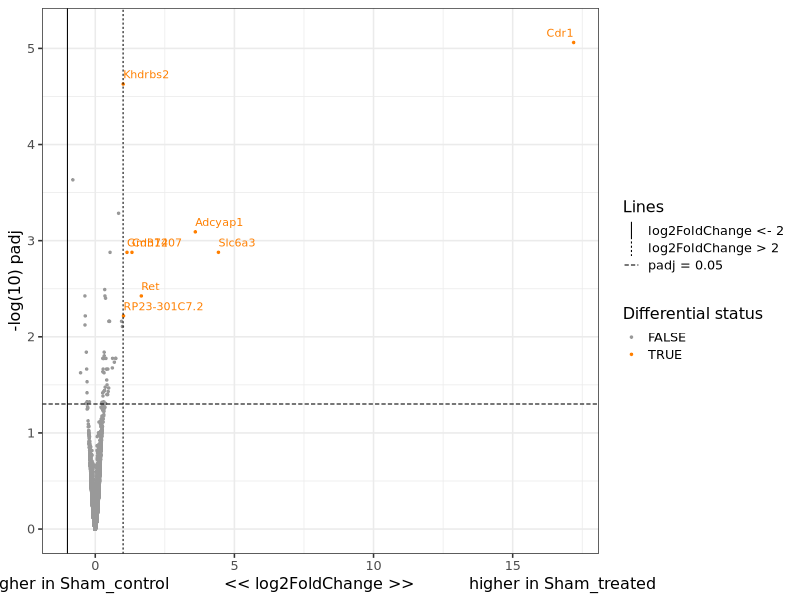 Cdr1
Khdrbs2
Adcyap1
Slc6a3
Ret
RP23-301C7.2
5
4
3
2
1
0
-log(10) padj
0
5
10
15
gher in Sham_control << log2FoldChange >> higher in Sham_treated
Lines
log2FoldChange <- 2
log2FoldChange > 2
padj = 0.05
Differential status
FALSE
TRUE